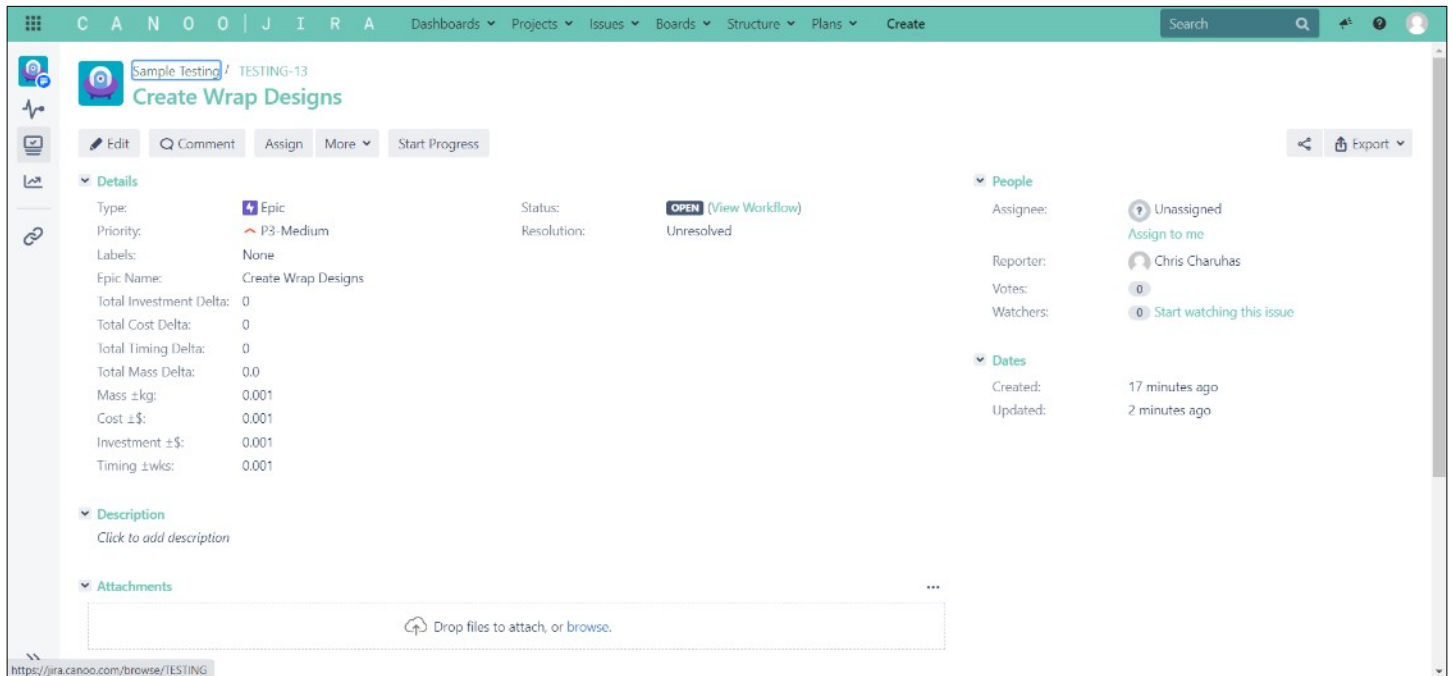 CANOO|JIRA Dashboards Projects Issues Boards Structure Plans Create Search
Sample Testing / TESTING-13
Create Wrap Designs
Edit Comment Assign More Start Progress Export
Details
Type: Epic Status: OPEN (View Workflow)
Priority: P3-Medium Resolution: Unresolved
Labels: None
Epic Name: Create Wrap Designs
Total Investment Delta: 0
Total Cost Delta: 0
Total Timing Delta: 0
Total Mass Delta: 0.0
Mass ±kg: 0.001
Cost ±$: 0.001
Investment ±$: 0.001
Timing ±wks: 0.001
Description
Click to add description
Attachments
Drop files to attach, or browse.
People
Assignee: Unassigned
Assign to me
Reporter: Chris Charuhas
Votes: 0
Watchers: 0 Start watching this issue
Dates
Created: 17 minutes ago
Updated: 2 minutes ago
https://jira.canoo.com/browse/TESTING